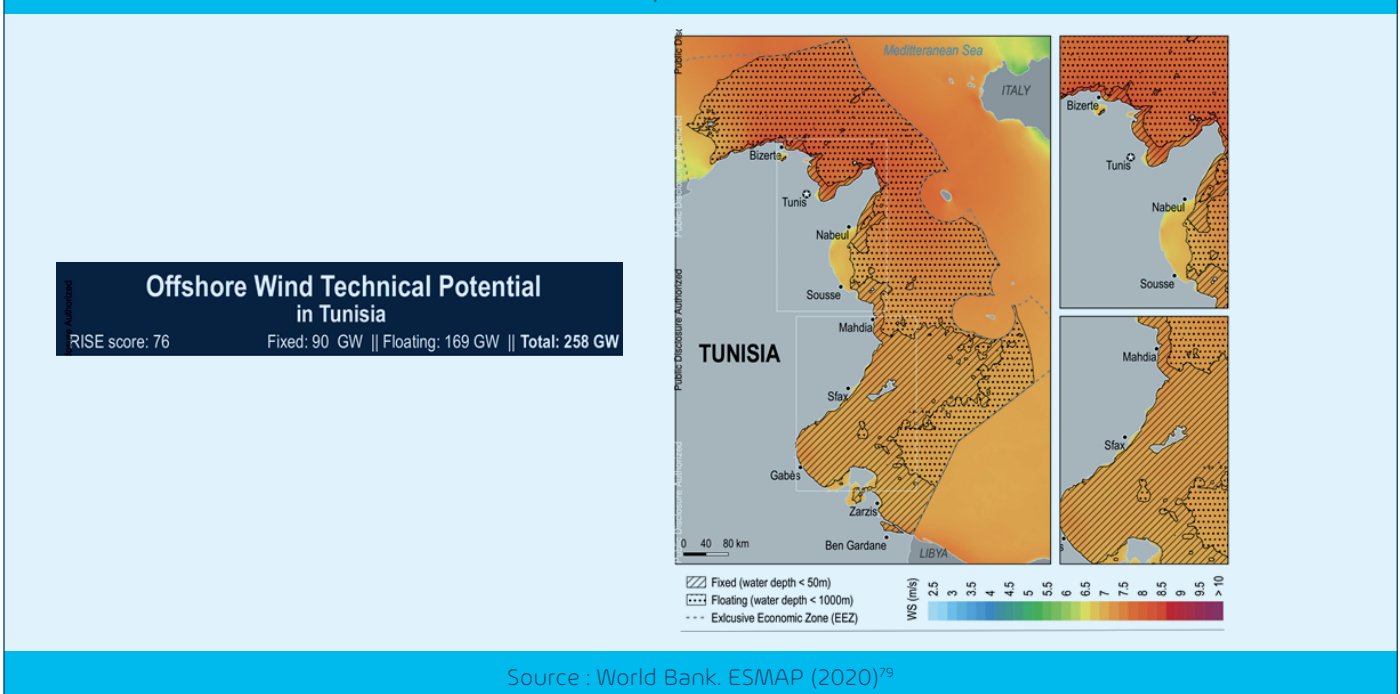 Offshore Wind Technical Potential
in Tunisia
RISE score: 76 Fixed: 90 GW || Floating: 169 GW || Total: 258 GW
Authorized
Public Disclosure Authorized
Public Disclosure Authorized
Mediterranean Sea
ITALY
Bizerte
Tunis
Nabeul
Sousse
Mahdia
TUNISIA
Sfax
Gabès
Zarzis
Ben Gardane
LIBYA
0 40 80 km
Bizerte
Tunis
Nabeul
Sousse
Mahdia
Sfax
s
Fixed (water depth < 50m)
Floating (water depth < 1000m)
Exlcusive Economic Zone (EEZ)
WS (m/s)
2.5 3 3.5 4 4.5 5 5.5 6 6.5 7 7.5 8 8.5 9 9.5 > 10
Source : World Bank. ESMAP (2020)79